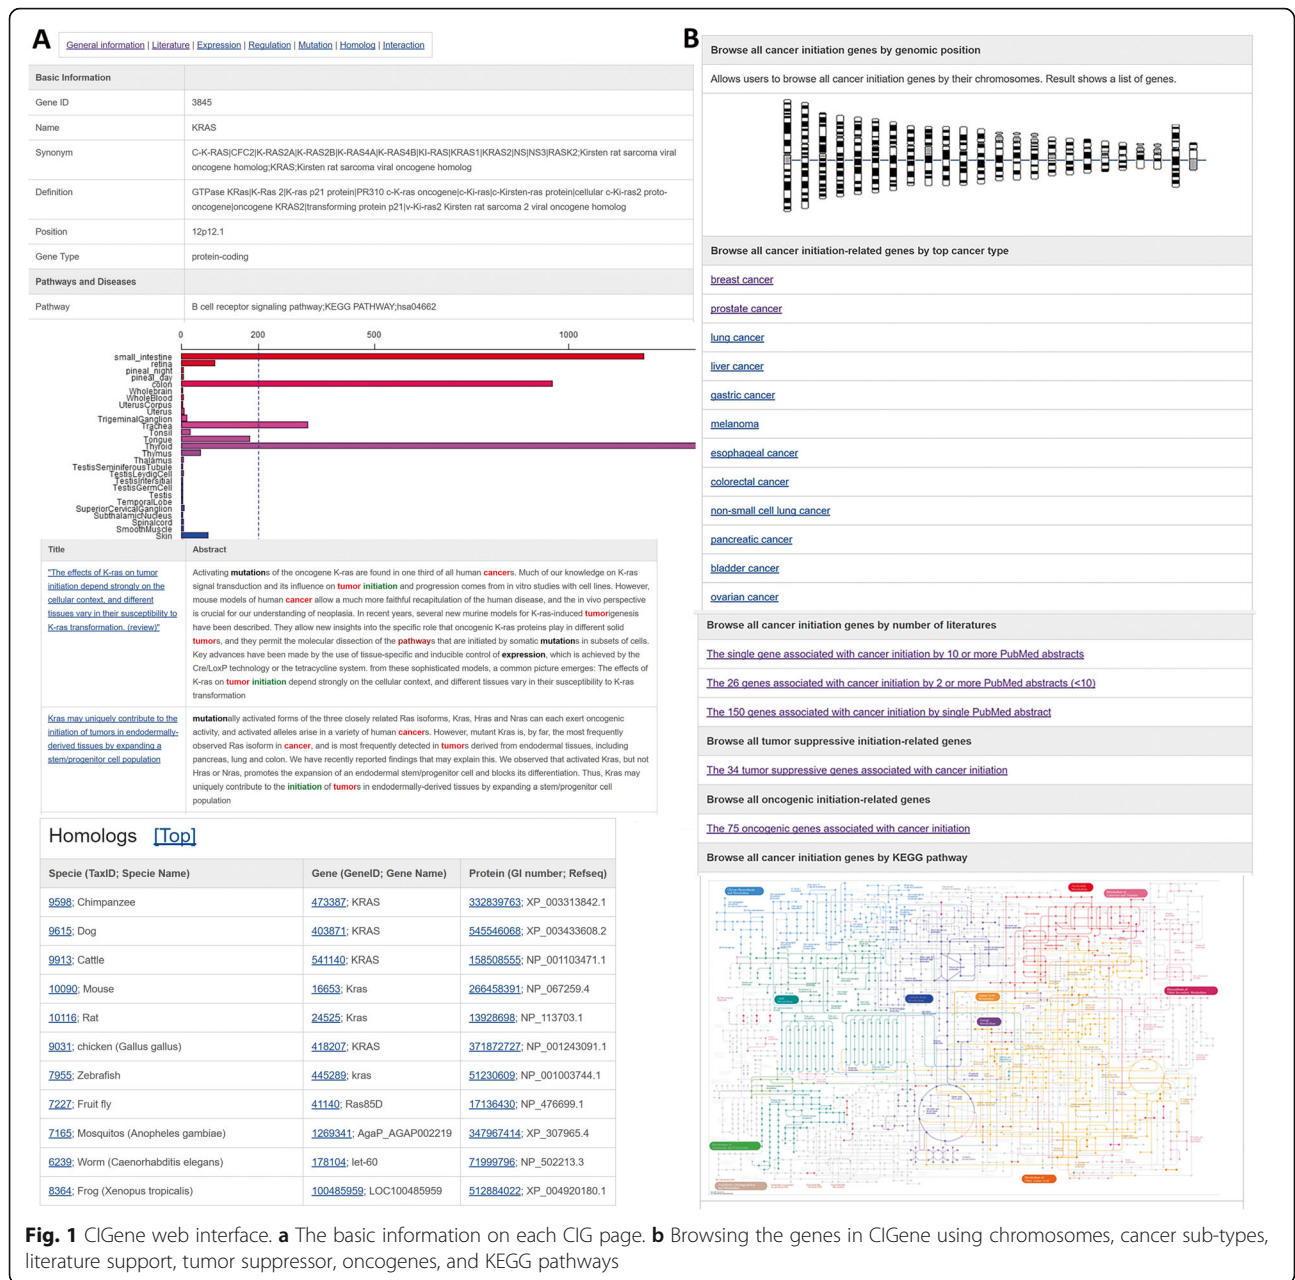 A
General information | Literature | Expression | Regulation | Mutation | Homolog | Interaction
Basic Information
Gene ID 3845
Name KRAS
Synonym C-K-RAS|CFC2|K-RAS2A|K-RAS2B|K-RAS4A|K-RAS4B|KI-RAS|KRAS1|KRAS2|NS|NS3|RASK2;Kirsten rat sarcoma viral
oncogene homolog;KRAS;Kirsten rat sarcoma viral oncogene homolog
Definition GTPase KRas|K-Ras 2|K-ras p21 protein|PR310 c-K-ras oncogene|c-Ki-ras|c-Kirsten-ras protein|cellular c-Ki-ras2 proto-
oncogene|oncogene KRAS2|transforming protein p21|v-Ki-ras2 Kirsten rat sarcoma 2 viral oncogene homolog
Position 12p12.1
Gene Type protein-coding
Pathways and Diseases
Pathway B cell receptor signaling pathway;KEGG PATHWAY;hsa04662
0 200 500 1000
small_intestine
retina
pineal_night
pineal_day
colon
Wholebrain
WholeBlood
UterusCorpus
Uterus
TrigeminalGanglion
Trachea
Tonsil
Tongue
Thyroid
Thymus
Thalamus
TestisSeminiferousTubule
TestisLeydigCell
TestisIntersitial
TestisGermCell
Testis
TemporalLobe
SuperiorCervicalGanglion
SubthalamicNucleus
Spinalcord
SmoothMuscle
Skin
Title Abstract
"The effects of K-ras on tumor
initiation depend strongly on the
cellular context, and different
tissues vary in their susceptibility to
K-ras transformation. (review)"
Activating mutations of the oncogene K-ras are found in one third of all human cancers. Much of our knowledge on K-ras
signal transduction and its influence on tumor initiation and progression comes from in vitro studies with cell lines. However,
mouse models of human cancer allow a much more faithful recapitulation of the human disease, and the in vivo perspective
is crucial for our understanding of neoplasia. In recent years, several new murine models for K-ras-induced tumorigenesis
have been described. They allow new insights into the specific role that oncogenic K-ras proteins play in different solid
tumors, and they permit the molecular dissection of the pathways that are initiated by somatic mutations in subsets of cells.
Key advances have been made by the use of tissue-specific and inducible control of expression, which is achieved by the
Cre/LoxP technology or the tetracycline system. from these sophisticated models, a common picture emerges: The effects of
K-ras on tumor initiation depend strongly on the cellular context, and different tissues vary in their susceptibility to K-ras
transformation
Kras may uniquely contribute to the
initiation of tumors in endodermally-
derived tissues by expanding a
stem/progenitor cell population
mutationally activated forms of the three closely related Ras isoforms, Kras, Hras and Nras can each exert oncogenic
activity, and activated alleles arise in a variety of human cancers. However, mutant Kras is, by far, the most frequently
observed Ras isoform in cancer, and is most frequently detected in tumors derived from endodermal tissues, including
pancreas, lung and colon. We have recently reported findings that may explain this. We observed that activated Kras, but not
Hras or Nras, promotes the expansion of an endodermal stem/progenitor cell and blocks its differentiation. Thus, Kras may
uniquely contribute to the initiation of tumors in endodermally-derived tissues by expanding a stem/progenitor cell
population
Homologs [Top]
Specie (TaxID; Specie Name) Gene (GeneID; Gene Name) Protein (GI number; Refseq)
9598; Chimpanzee 473387; KRAS 332839763; XP_003313842.1
9615; Dog 403871; KRAS 545546068; XP_003433608.2
9913; Cattle 541140; KRAS 158508555; NP_001103471.1
10090; Mouse 16653; Kras 266458391; NP_067259.4
10116; Rat 24525; Kras 13928698; NP_113703.1
9031; chicken (Gallus gallus) 418207; KRAS 371872727; NP_001243091.1
7955; Zebrafish 445289; kras 51230609; NP_001003744.1
7227; Fruit fly 41140; Ras85D 17136430; NP_476699.1
7165; Mosquitos (Anopheles gambiae) 1269341; AgaP_AGAP002219 347967414; XP_307965.4
6239; Worm (Caenorhabditis elegans) 178104; let-60 71999796; NP_502213.3
8364; Frog (Xenopus tropicalis) 100485959; LOC100485959 512884022; XP_004920180.1
B
Browse all cancer initiation genes by genomic position
Allows users to browse all cancer initiation genes by their chromosomes. Result shows a list of genes.
Browse all cancer initiation-related genes by top cancer type
breast cancer
prostate cancer
lung cancer
liver cancer
gastric cancer
melanoma
esophageal cancer
colorectal cancer
non-small cell lung cancer
pancreatic cancer
bladder cancer
ovarian cancer
Browse all cancer initiation genes by number of literatures
The single gene associated with cancer initiation by 10 or more PubMed abstracts
The 26 genes associated with cancer initiation by 2 or more PubMed abstracts (<10)
The 150 genes associated with cancer initiation by single PubMed abstract
Browse all tumor suppressive initiation-related genes
The 34 tumor suppressive genes associated with cancer initiation
Browse all oncogenic initiation-related genes
The 75 oncogenic genes associated with cancer initiation
Browse all cancer initiation genes by KEGG pathway
Fig. 1 CIGene web interface. a The basic information on each CIG page. b Browsing the genes in CIGene using chromosomes, cancer sub-types,
literature support, tumor suppressor, oncogenes, and KEGG pathways